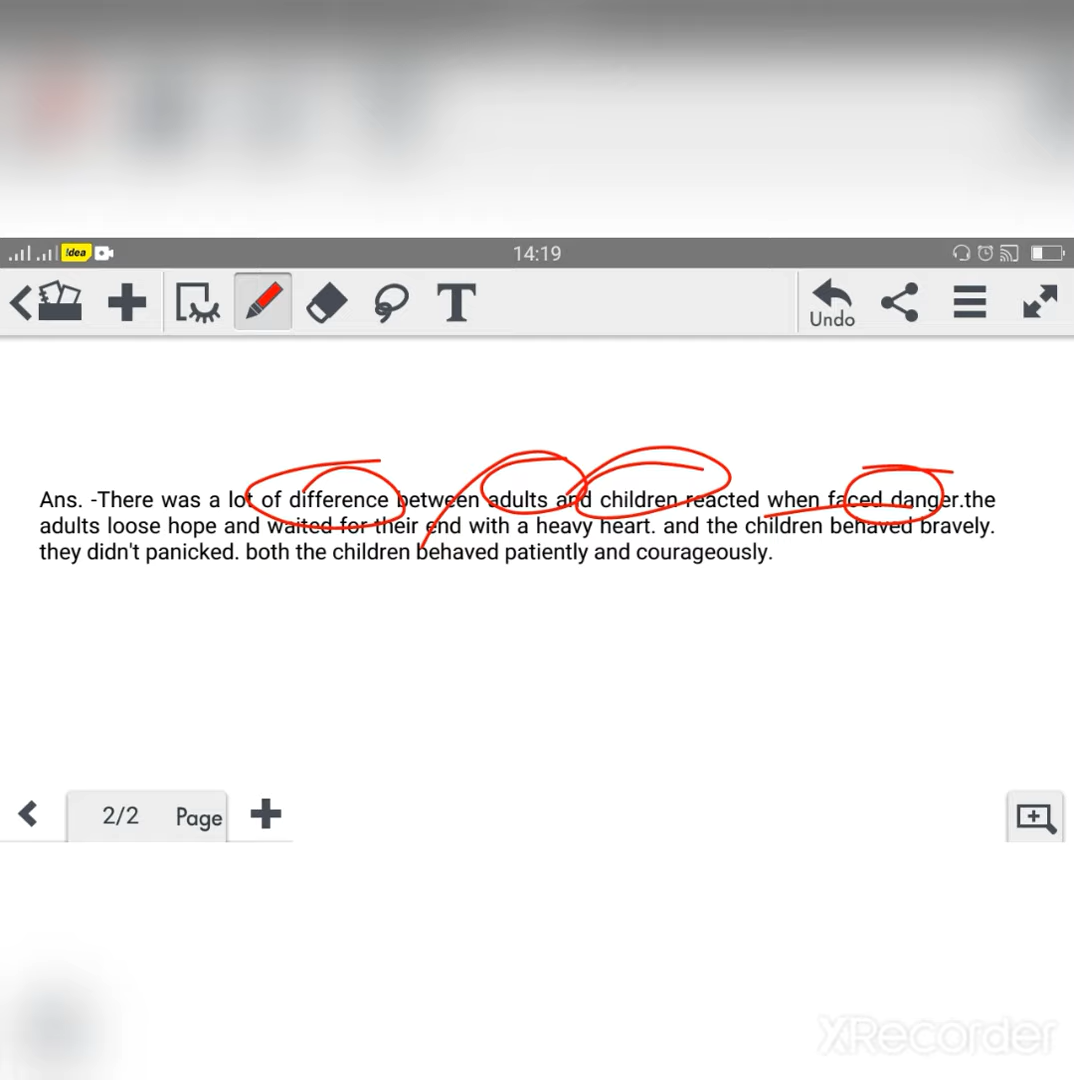 idea 14:19
Undo
Ans. -There was a lot of difference between adults and children reacted when faced danger.the
adults loose hope and waited for their end with a heavy heart. and the children behaved bravely.
they didn't panicked. both the children behaved patiently and courageously.
2/2 Page
XRecorder